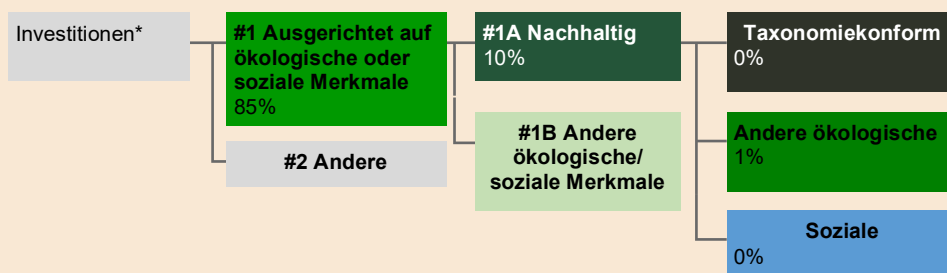 Investitionen*
#1 Ausgerichtet auf
ökologische oder
soziale Merkmale
85%
#2 Andere
#1A Nachhaltig
10%
#1B Andere
ökologische/
soziale Merkmale
Taxonomiekonform
0%
Andere ökologische
1%
Soziale
0%